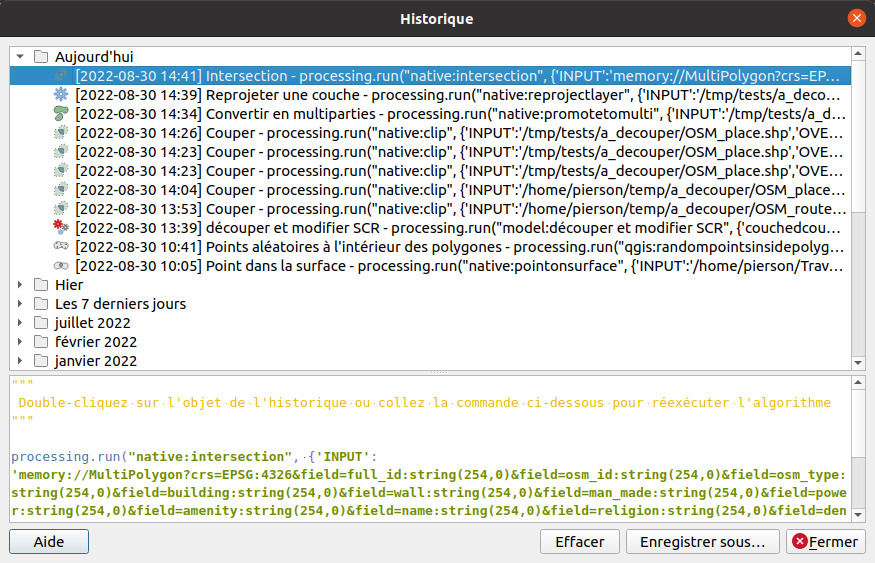 Historique
Aujourd'hui
[2022-08-30 14:41] Intersection - processing.run("native:intersection", {'INPUT':'memory://MultiPolygon?crs=EP…
[2022-08-30 14:39] Reprojeter une couche - processing.run("native:reprojectlayer", {'INPUT':'/tmp/tests/a_deco…
[2022-08-30 14:34] Convertir en multiparties - processing.run("native:promotetomulti", {'INPUT':'/tmp/tests/a_d…
[2022-08-30 14:26] Couper - processing.run("native:clip", {'INPUT':'/tmp/tests/a_decouper/OSM_place.shp','OVE…
[2022-08-30 14:23] Couper - processing.run("native:clip", {'INPUT':'/tmp/tests/a_decouper/OSM_place.shp','OVE…
[2022-08-30 14:23] Couper - processing.run("native:clip", {'INPUT':'/tmp/tests/a_decouper/OSM_place.shp','OVE…
[2022-08-30 14:04] Couper - processing.run("native:clip", {'INPUT':'/home/pierson/temp/a_decouper/OSM_place…
[2022-08-30 13:53] Couper - processing.run("native:clip", {'INPUT':'/home/pierson/temp/a_decouper/OSM_route…
[2022-08-30 13:39] découper et modifier SCR - processing.run("model:découper et modifier SCR", {'couchedcou…
[2022-08-30 10:41] Points aléatoires à l'intérieur des polygones - processing.run("qgis:randompointsinsidepolyg…
[2022-08-30 10:05] Point dans la surface - processing.run("native:pointonsurface", {'INPUT':'/home/pierson/Trav…
Hier
Les 7 derniers jours
juillet 2022
février 2022
janvier 2022
"""
Double-cliquez·sur·l'objet·de·l'historique·ou·collez·la·commande·ci-dessous·pour·réexécuter·l'algorithme
"""
processing.run("native:intersection",·{'INPUT':
'memory://MultiPolygon?crs=EPSG:4326&field=full_id:string(254,0)&field=osm_id:string(254,0)&field=osm_type:
string(254,0)&field=building:string(254,0)&field=wall:string(254,0)&field=man_made:string(254,0)&field=powe
r:string(254,0)&field=amenity:string(254,0)&field=name:string(254,0)&field=religion:string(254,0)&field=den
Aide
Effacer
Enregistrer sous…
Fermer